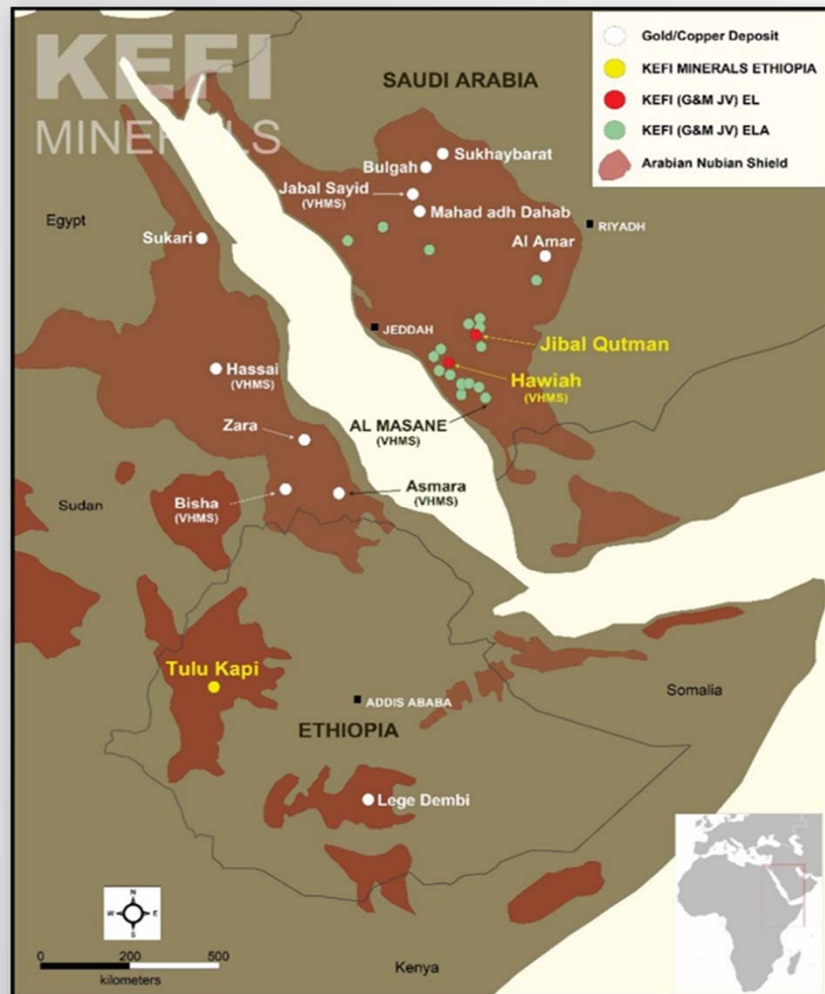 KEFI
MINERALS
Gold/Copper Deposit
KEFI MINERALS ETHIOPIA
KEFI (G&M JV) EL
KEFI (G&M JV) ELA
Arabian Nubian Shield
SAUDI ARABIA
Sukhaybarat
Bulgah
Jabal Sayid
(VHMS)
Mahad adh Dahab
Egypt
RIYADH
Sukari
Al Amar
JEDDAH
Jibal Qutman
Hassai
(VHMS)
Hawiah
(VHMS)
Zara
AL MASANE
(VHMS)
Asmara
(VHMS)
Bisha
(VHMS)
Sudan
Tulu Kapi
ADDIS ABABA
Somalia
ETHIOPIA
Lege Dembi
N
W
E
S
0
200
500
kilometers
Kenya